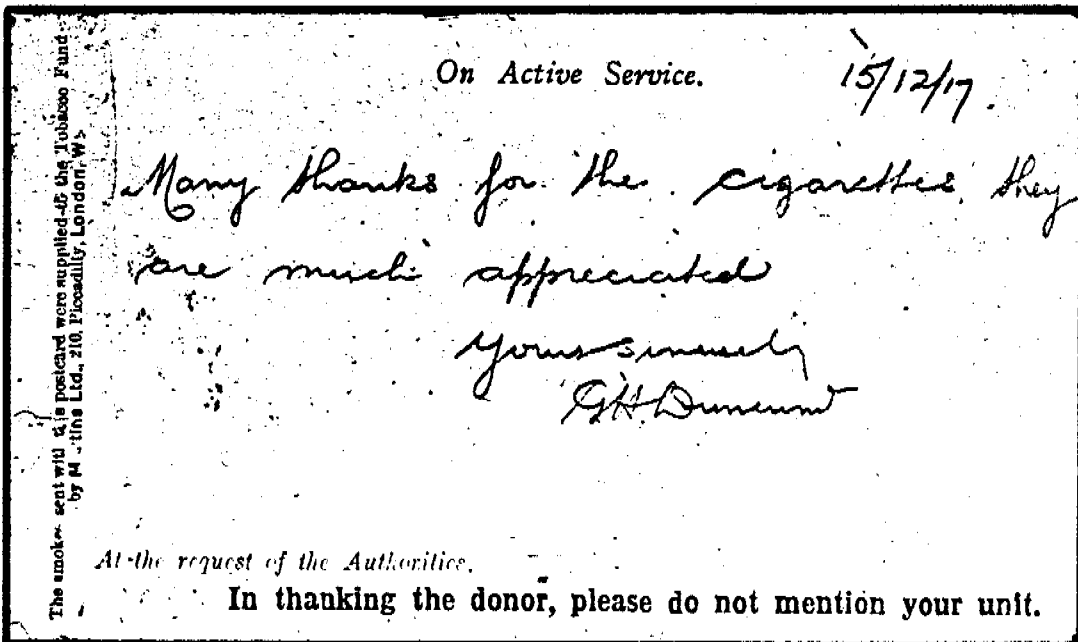 The smokes sent with this postcard were supplied to the Tobacco Fund
by Martins Ltd., 210, Piccadilly, London, W.
On Active Service.
15/12/17.
Many thanks for the cigarettes, they
are much appreciated
Yours sincerely
G.H.
At the request of the Authorities.
In thanking the donor, please do not mention your unit.